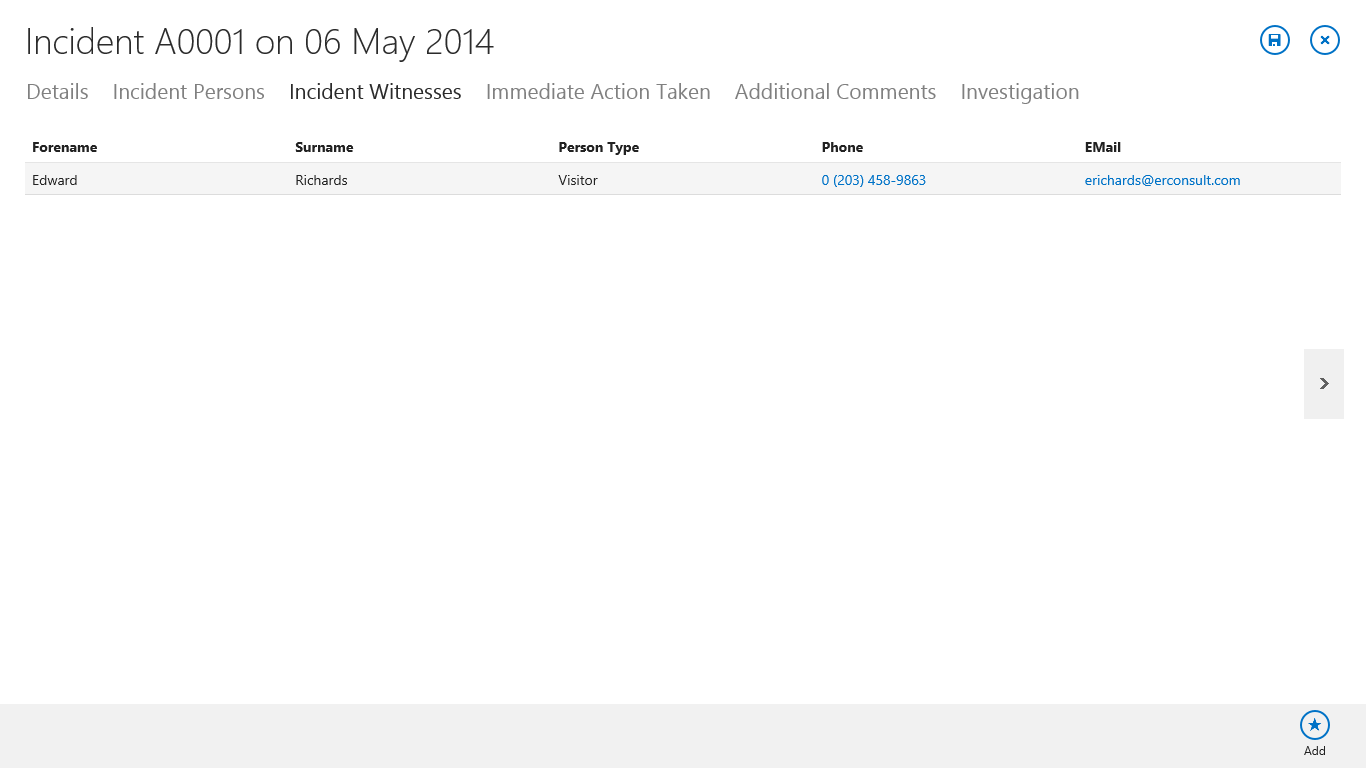 Incident A0001 on 06 May 2014
Details Incident Persons Incident Witnesses Immediate Action Taken Additional Comments Investigation
Forename Surname Person Type Phone EMail
Edward Richards Visitor 0 (203) 458-9863 erichards@erconsult.com
Add